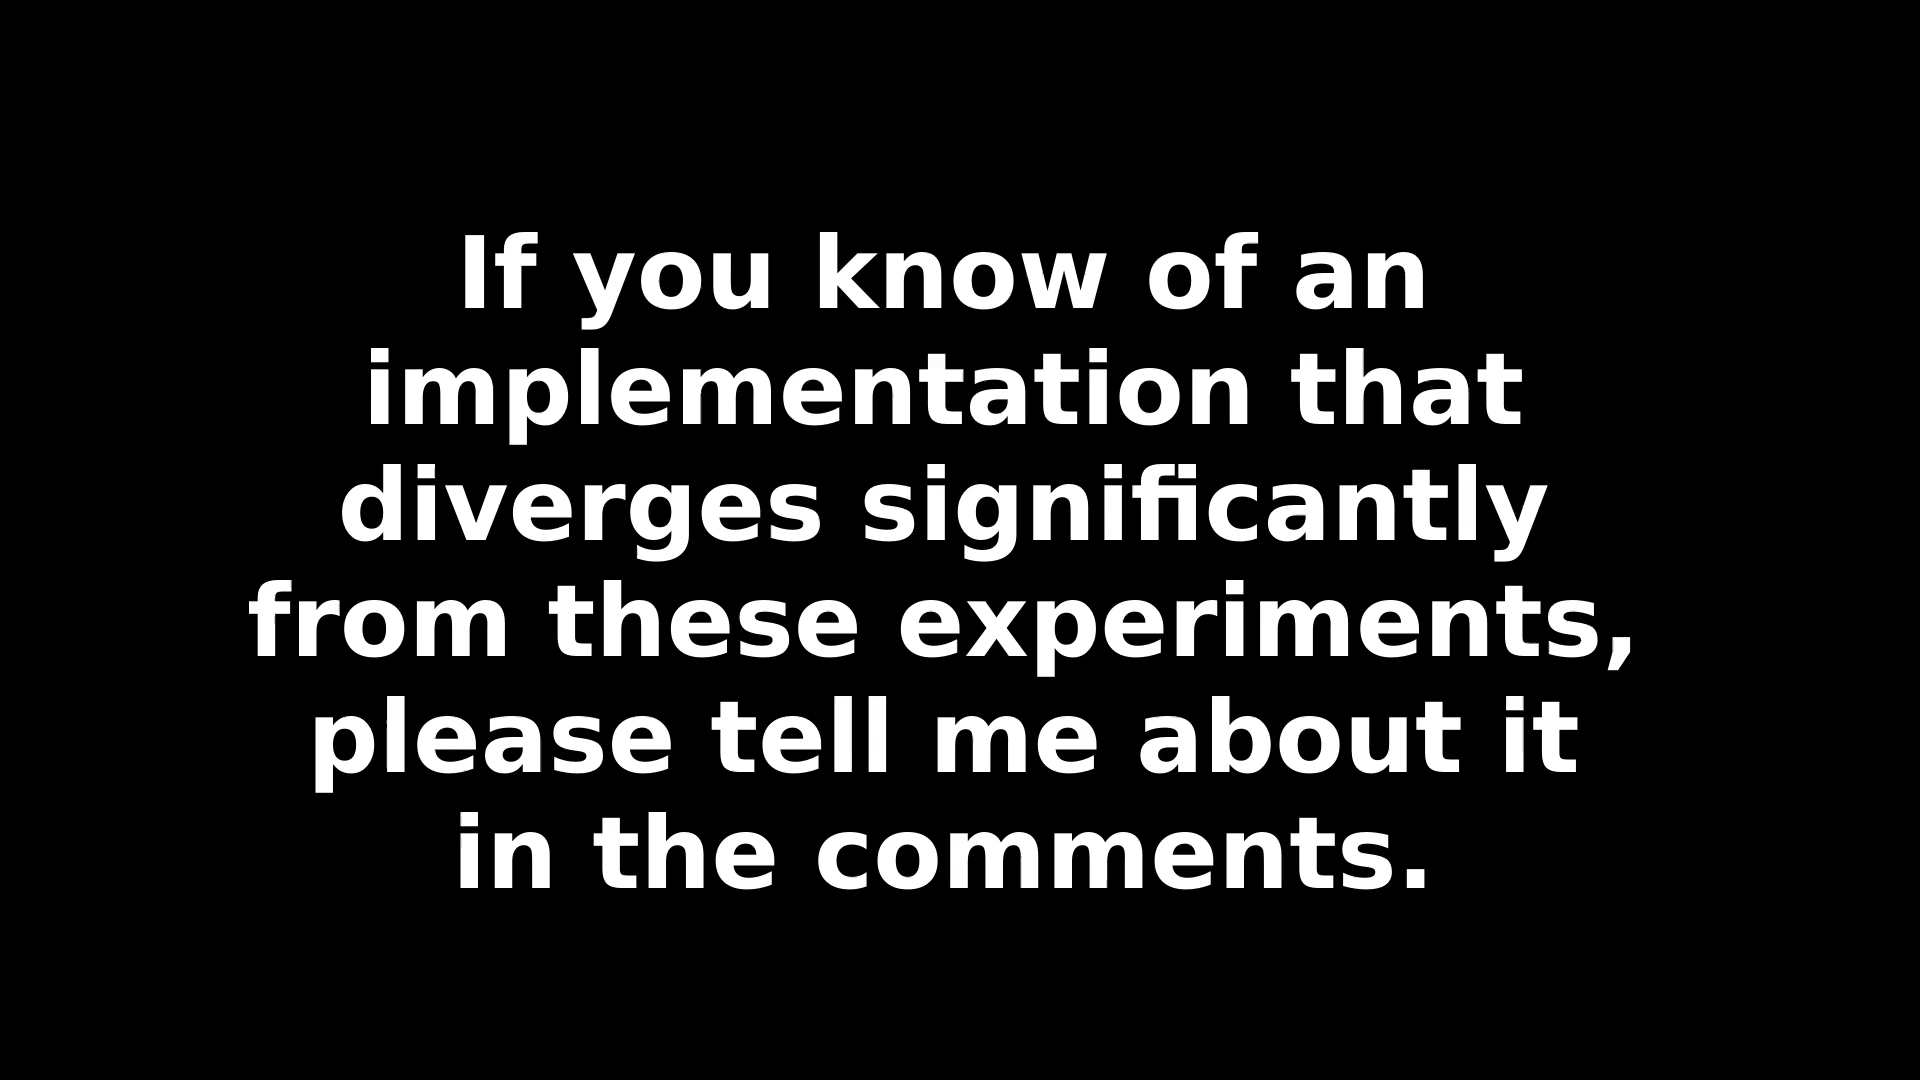 If you know of an
implementation that
diverges significantly
from these experiments,
please tell me about it
in the comments.